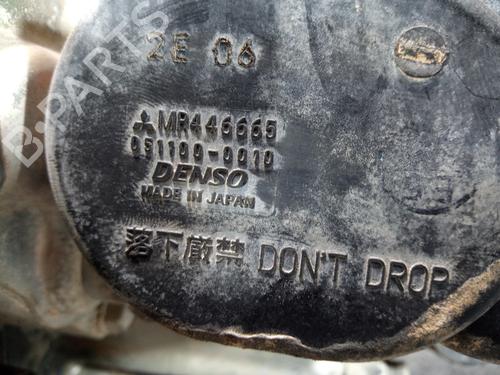 2E 06
MR446665
051100-0010
DENSO
MADE IN JAPAN
落下厳禁 DON'T DROP
B-PARTS